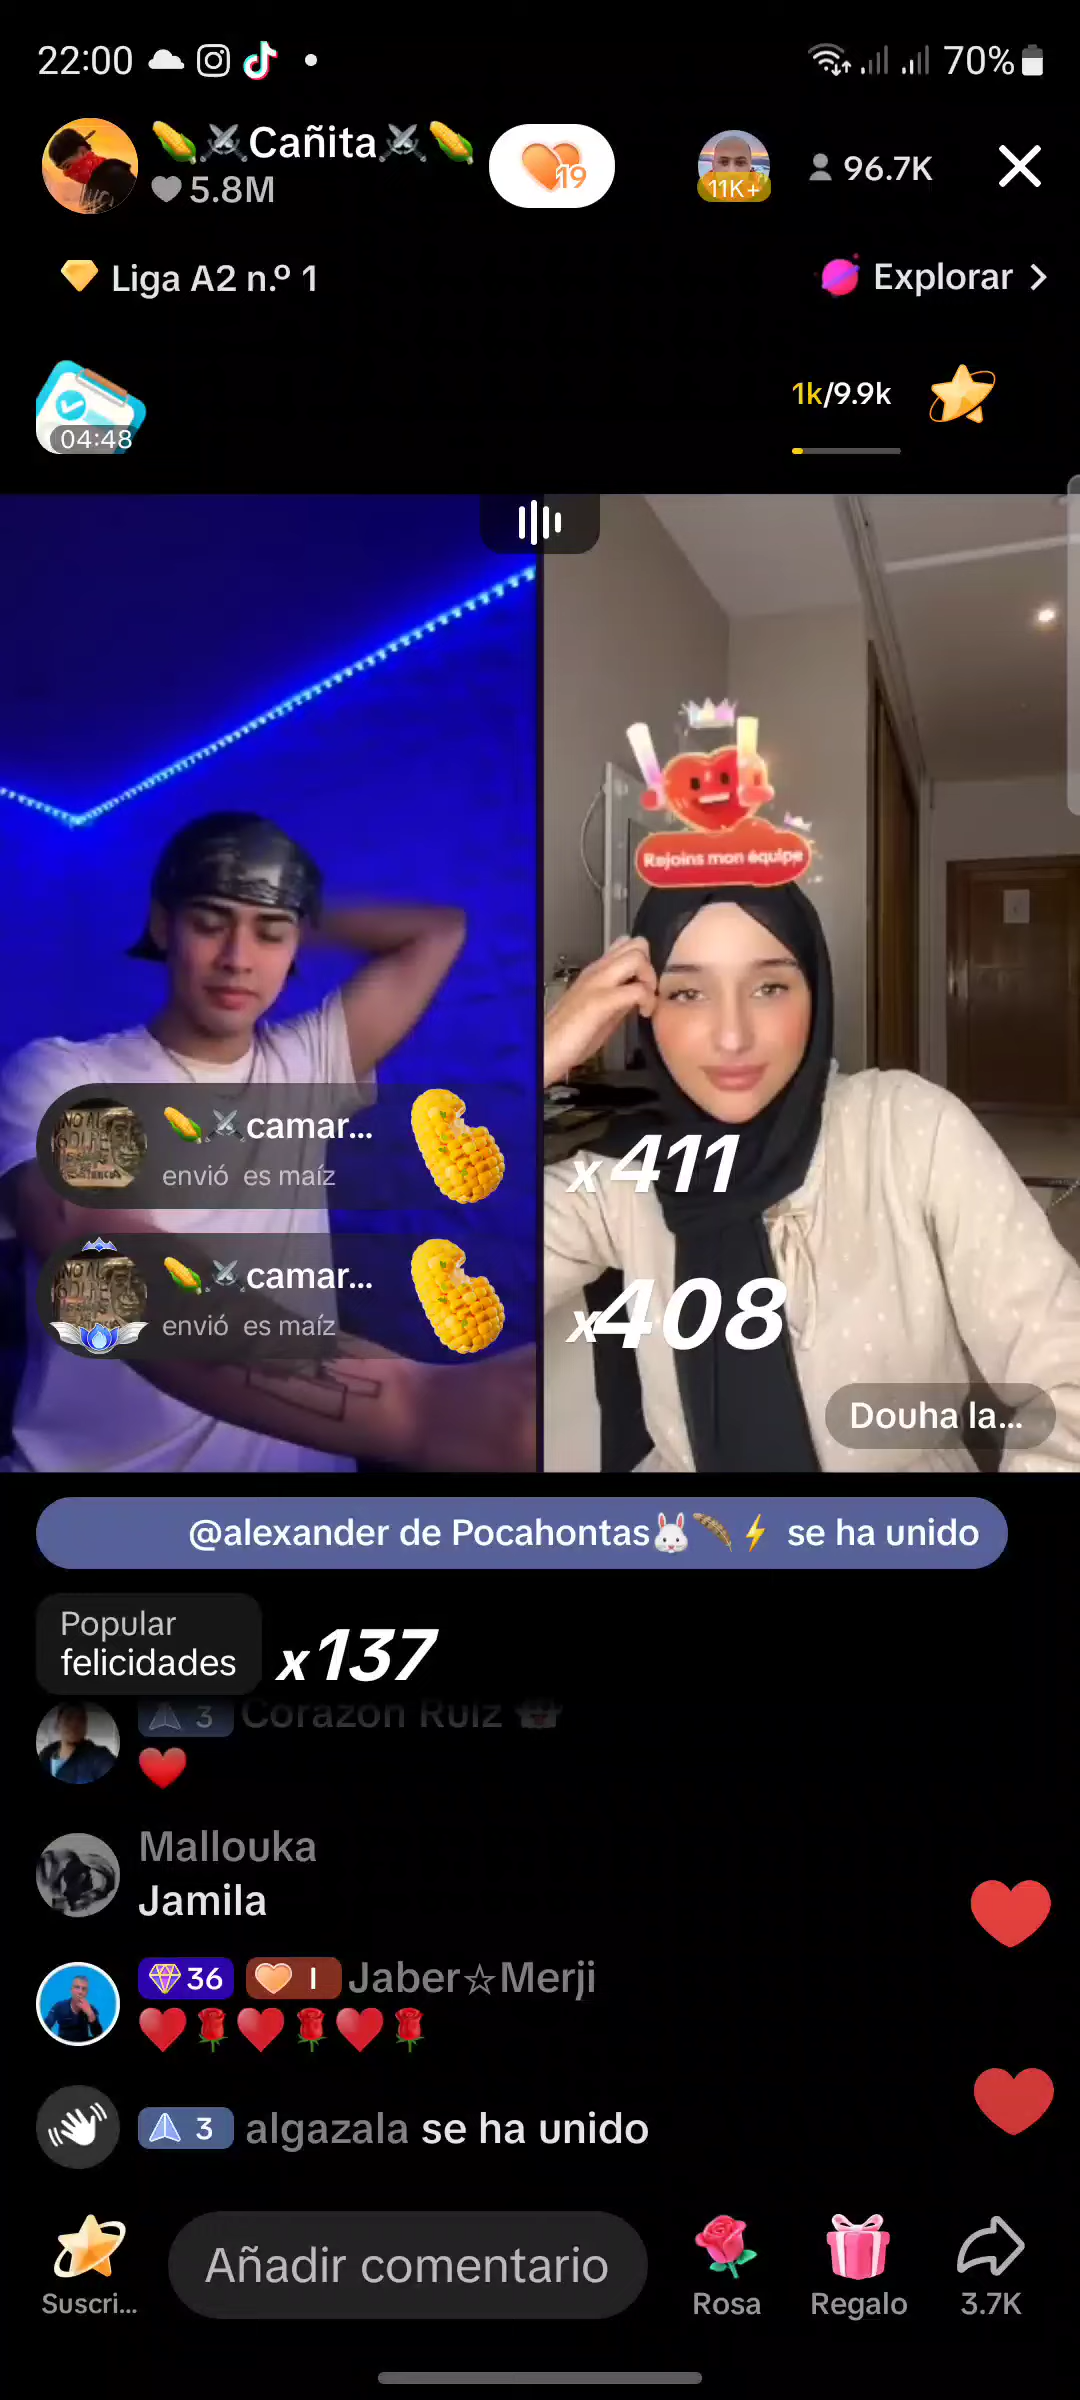 22:00
70%
🌽⚔️Cañita⚔️🌽
5.8M
19
11K+
96.7K
Liga A2 n.º 1
Explorar
04:48
1k/9.9k
Rejoins mon équipe
🌽⚔️camar...
envió es maíz
x411
🌽⚔️camar...
envió es maíz
x408
Douha la...
@alexander de Pocahontas🐰🪶⚡ se ha unido
Popular
felicidades
x137
3 Corazon Ruiz
❤️
Mallouka
Jamila
36 I Jaber☆Merji
❤️🌹❤️🌹❤️🌹
3 algazala se ha unido
Suscri...
Añadir comentario
Rosa
Regalo
3.7K